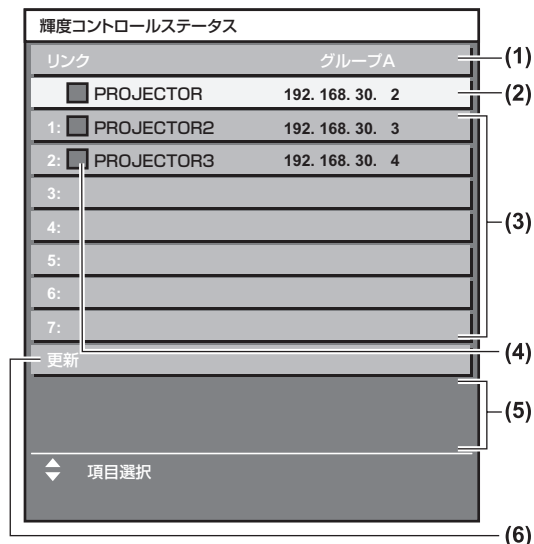 輝度コントロールステータス
リンク グループA (1)
PROJECTOR 192. 168. 30. 2 (2)
1: PROJECTOR2 192. 168. 30. 3
2: PROJECTOR3 192. 168. 30. 4
3:
(3)
4:
5:
6:
7:
更新 (4)
(5)
項目選択
(6)